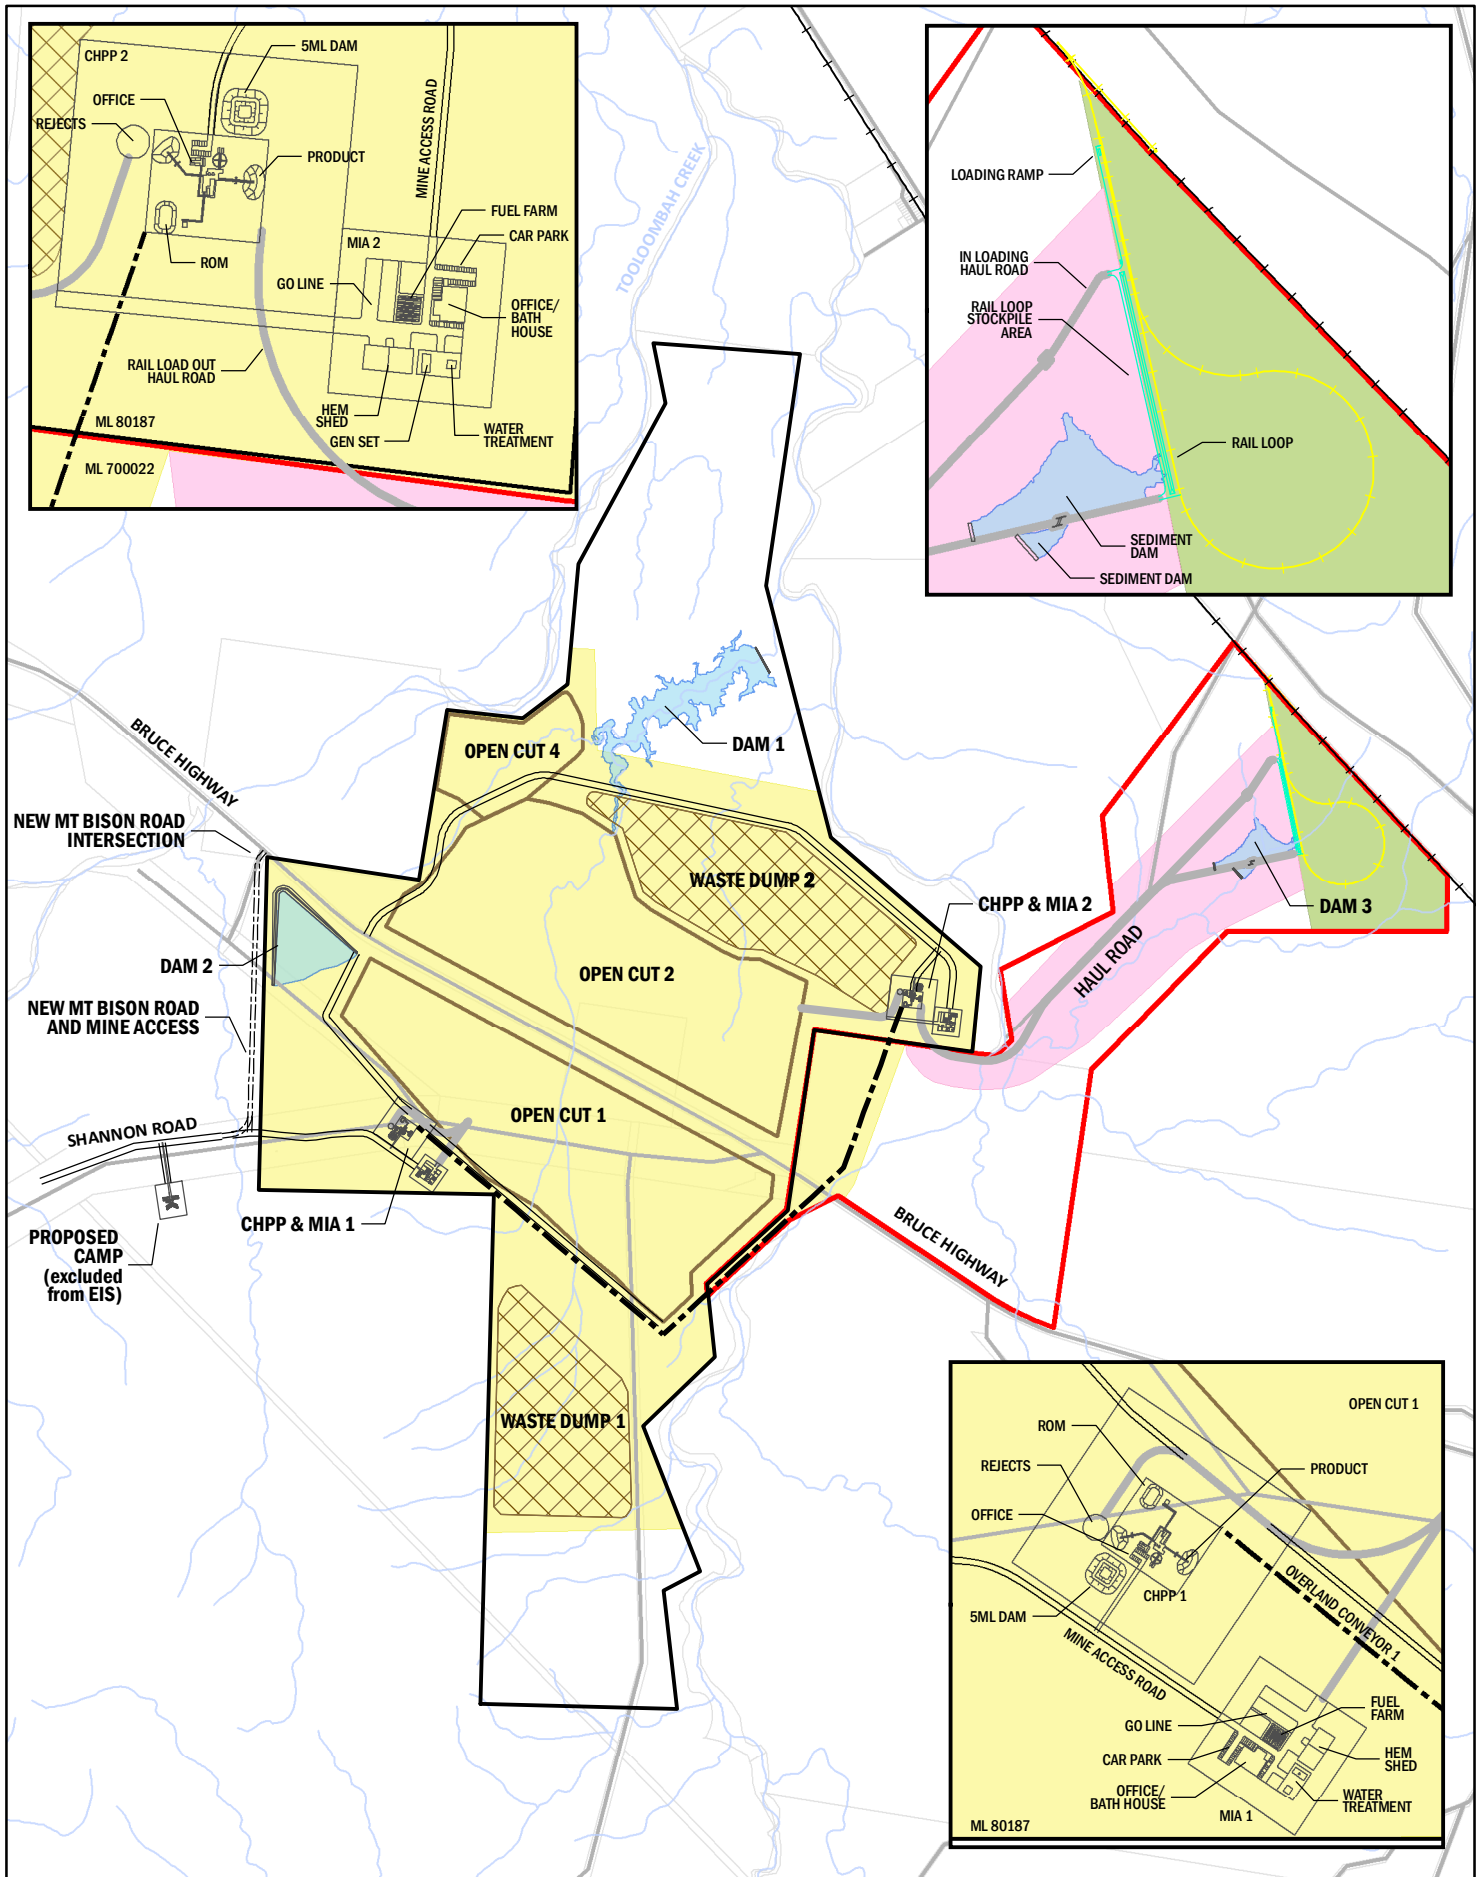 CHPP 2
5ML DAM
OFFICE
REJECTS
PRODUCT
MINE ACCESS ROAD
FUEL FARM
CAR PARK
MIA 2
ROM
GO LINE
OFFICE/
BATH
HOUSE
RAIL LOAD OUT
HAUL ROAD
HEM
SHED
GEN SET
WATER
TREATMENT
ML 80187
ML 700022
TOOLOOMBAH CREEK
LOADING RAMP
IN LOADING
HAUL ROAD
RAIL LOOP
STOCKPILE
AREA
RAIL LOOP
SEDIMENT
DAM
SEDIMENT DAM
BRUCE HIGHWAY
OPEN CUT 4
DAM 1
NEW MT BISON ROAD
INTERSECTION
WASTE DUMP 2
CHPP & MIA 2
DAM 3
HAUL ROAD
DAM 2
OPEN CUT 2
NEW MT BISON ROAD
AND MINE ACCESS
OPEN CUT 1
SHANNON ROAD
CHPP & MIA 1
PROPOSED
CAMP
(excluded
from EIS)
BRUCE HIGHWAY
WASTE DUMP 1
OPEN CUT 1
ROM
REJECTS
PRODUCT
OFFICE
CHPP 1
5ML DAM
OVERLAND CONVEYOR 1
MINE ACCESS ROAD
FUEL
FARM
GO LINE
CAR PARK
HEM
SHED
OFFICE/
BATH HOUSE
WATER
TREATMENT
MIA 1
ML 80187